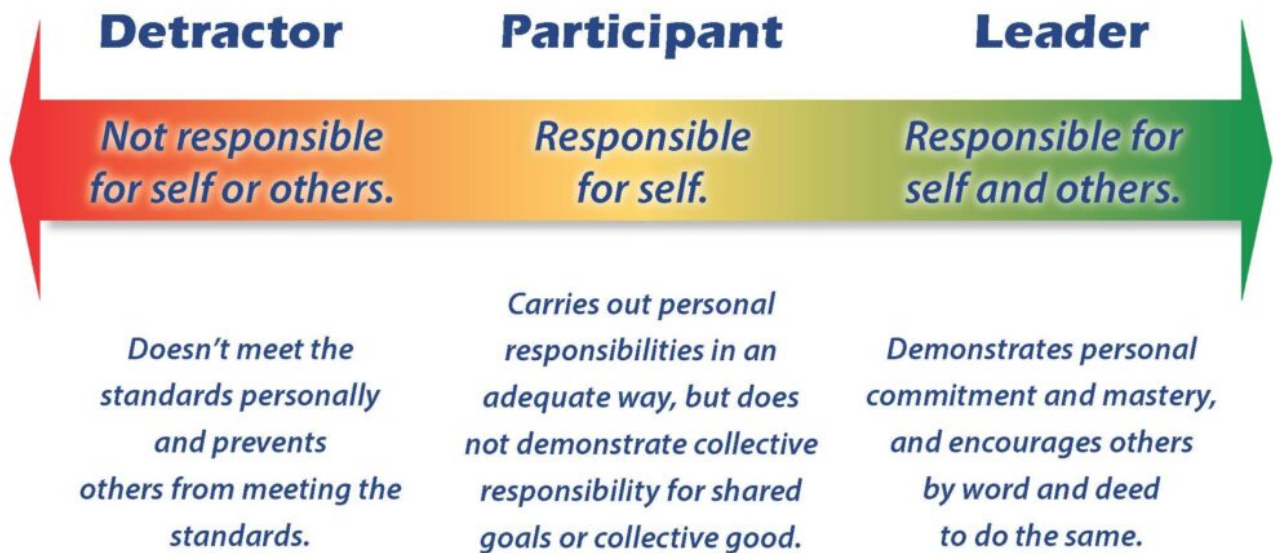 Detractor
Participant
Leader
Not responsible
for self or others.
Responsible
for self.
Responsible for
self and others.
Doesn’t meet the
standards personally
and prevents
others from meeting the
standards.
Carries out personal
responsibilities in an
adequate way, but does
not demonstrate collective
responsibility for shared
goals or collective good.
Demonstrates personal
commitment and mastery,
and encourages others
by word and deed
to do the same.